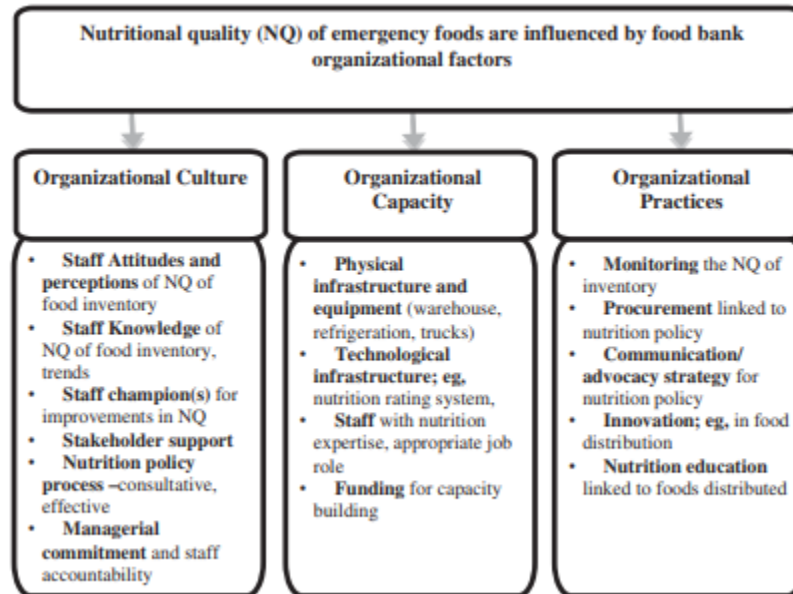 Nutritional quality (NQ) of emergency foods are influenced by food bank
organizational factors
Organizational Culture
• Staff Attitudes and
perceptions of NQ of
food inventory
• Staff Knowledge of
NQ of food inventory,
trends
• Staff champion(s) for
improvements in NQ
• Stakeholder support
• Nutrition policy
process –consultative,
effective
• Managerial
commitment and staff
accountability
Organizational
Capacity
• Physical
infrastructure and
equipment (warehouse,
refrigeration, trucks)
• Technological
infrastructure; eg,
nutrition rating system,
• Staff with nutrition
expertise, appropriate job
role
• Funding for capacity
building
Organizational
Practices
• Monitoring the NQ of
inventory
• Procurement linked to
nutrition policy
• Communication/
advocacy strategy for
nutrition policy
• Innovation; eg, in food
distribution
• Nutrition education
linked to foods distributed